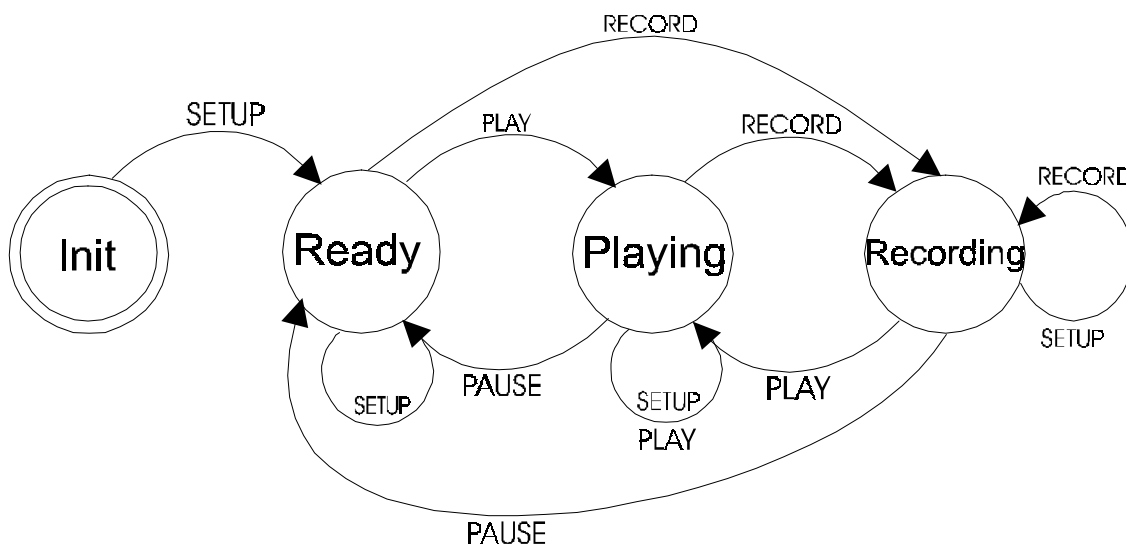 RECORD
SETUP
PLAY
RECORD
RECORD
Init
Ready
Playing
Recording
SETUP
SETUP
PAUSE
SETUP
PLAY
PLAY
PAUSE